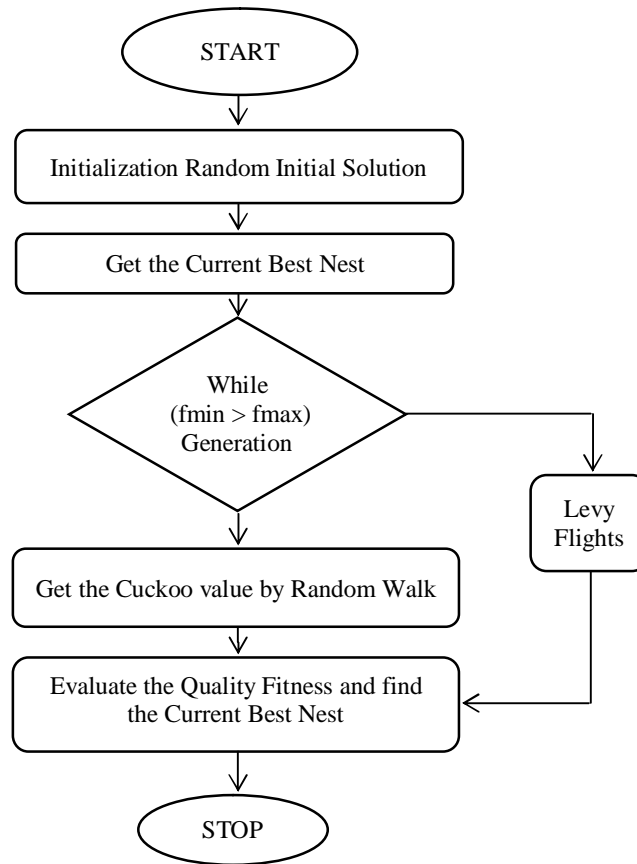 START
Initialization Random Initial Solution
Get the Current Best Nest
While
(fmin > fmax)
Generation
Levy
Flights
Get the Cuckoo value by Random Walk
Evaluate the Quality Fitness and find
the Current Best Nest
STOP